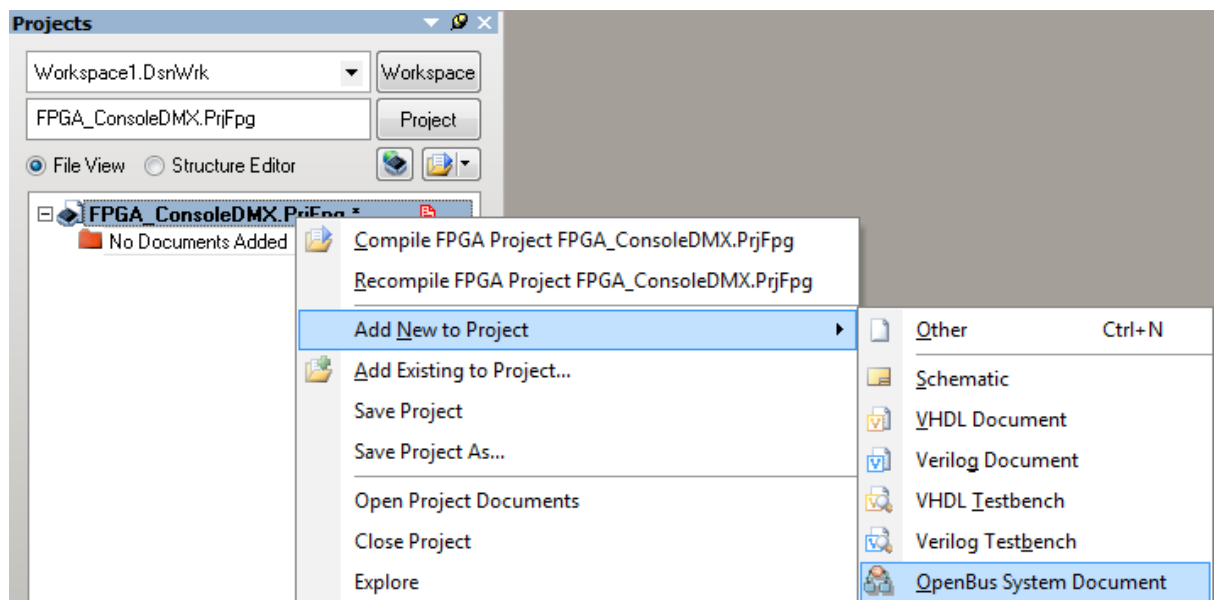 Projects
Workspace1.DsnWrk
Workspace
FPGA_ConsoleDMX.PrjFpg
Project
File View
Structure Editor
FPGA_ConsoleDMX.PrjFpg *
No Documents Added
Compile FPGA Project FPGA_ConsoleDMX.PrjFpg
Recompile FPGA Project FPGA_ConsoleDMX.PrjFpg
Add New to Project
Add Existing to Project...
Save Project
Save Project As...
Open Project Documents
Close Project
Explore
Other Ctrl+N
Schematic
VHDL Document
Verilog Document
VHDL Testbench
Verilog Testbench
OpenBus System Document